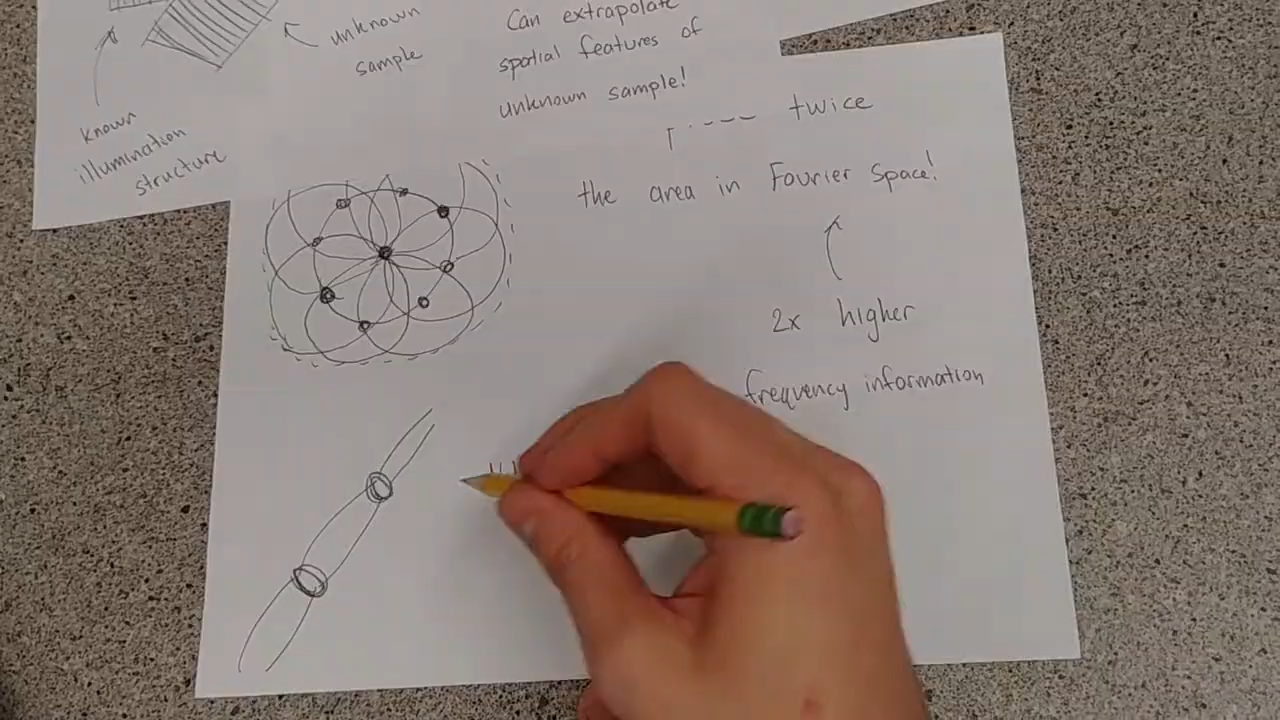 known
illumination
structure
unknown
sample
Can extrapolate
spatial features of
unknown sample!
twice
the area in Fourier Space!
2x higher
frequency information